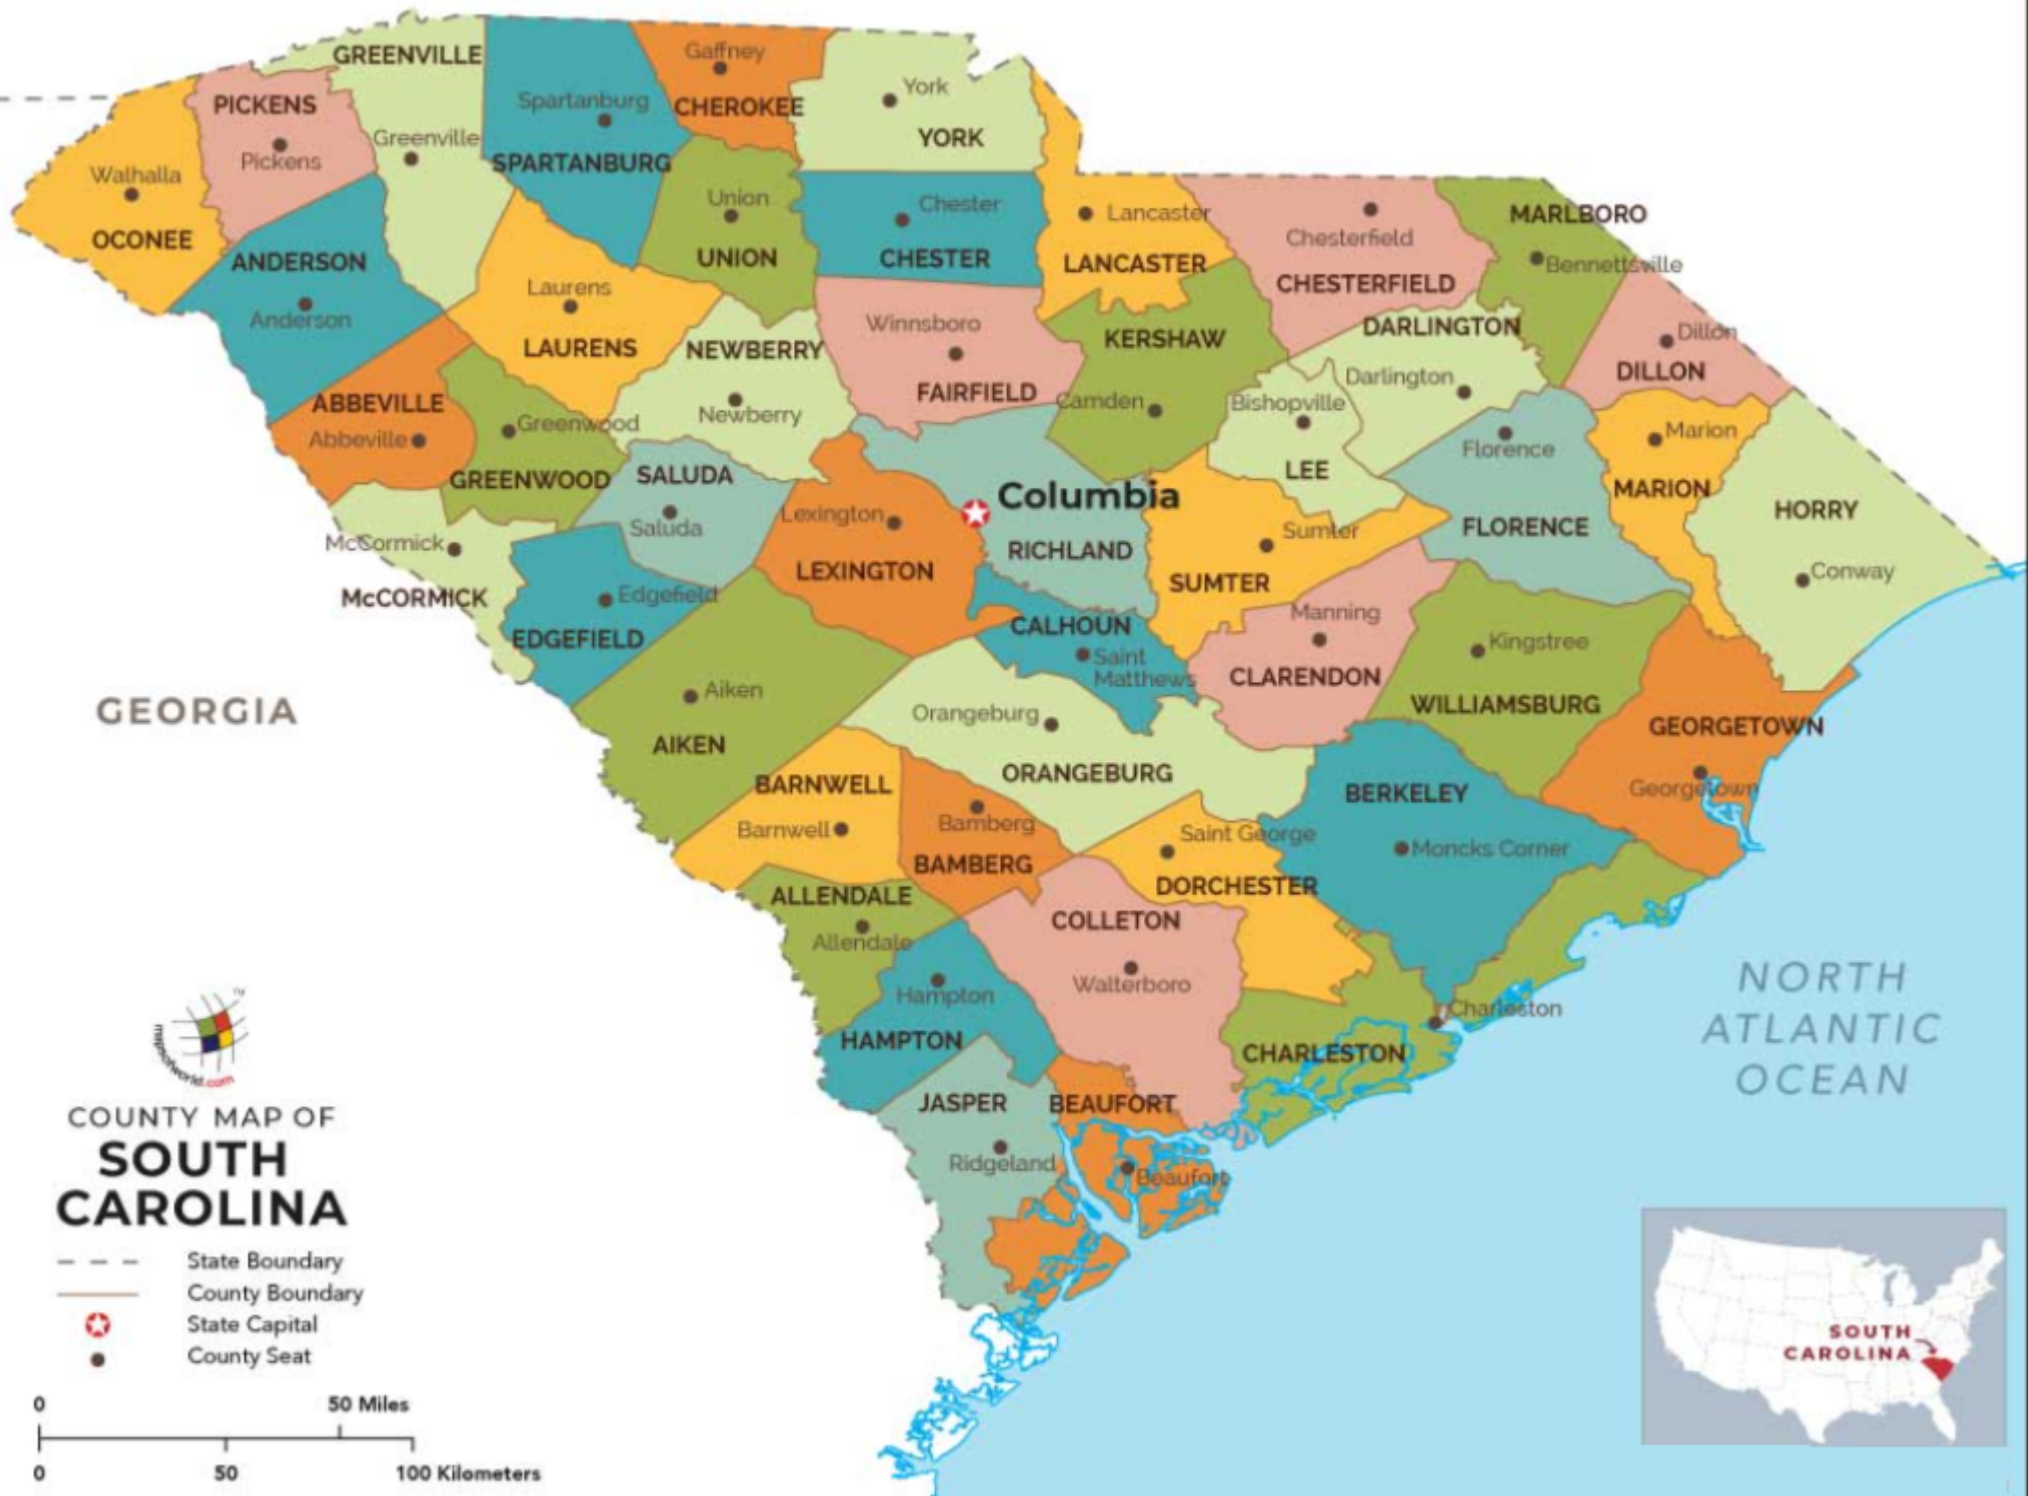 GREENVILLE
Greenville
PICKENS
Pickens
Walhalla
OCONEE
ANDERSON
Anderson
Spartanburg
SPARTANBURG
Gaffney
CHEROKEE
York
YORK
Union
UNION
Chester
CHESTER
Lancaster
LANCASTER
Chesterfield
CHESTERFIELD
MARLBORO
Bennettsville
Dillon
DILLON
Laurens
LAURENS
NEWBERRY
Newberry
Winnsboro
FAIRFIELD
KERSHAW
Camden
DARLINGTON
Darlington
Bishopville
LEE
ABBEVILLE
Abbeville
Greenwood
GREENWOOD
SALUDA
Saluda
Lexington
LEXINGTON
Columbia
RICHLAND
Sumter
SUMTER
Florence
FLORENCE
Marion
MARION
HORRY
Conway
McCormick
McCORMICK
Edgefield
EDGEFIELD
CALHOUN
Saint
Matthews
Manning
CLARENDON
Kingstree
WILLIAMSBURG
GEORGETOWN
Georgetown
GEORGIA
Aiken
AIKEN
Orangeburg
ORANGEBURG
BARNWELL
Barnwell
Bamberg
BAMBERG
BERKELEY
Moncks Corner
Saint George
DORCHESTER
ALLENDALE
Allendale
COLLETON
Walterboro
Hampton
HAMPTON
Charleston
CHARLESTON
JASPER
Ridgeland
BEAUFORT
Beaufort
NORTH
ATLANTIC
OCEAN
mapsofworld.com
TM
COUNTY MAP OF
SOUTH
CAROLINA
State Boundary
County Boundary
State Capital
County Seat
0 50 Miles
0 50 100 Kilometers
SOUTH
CAROLINA